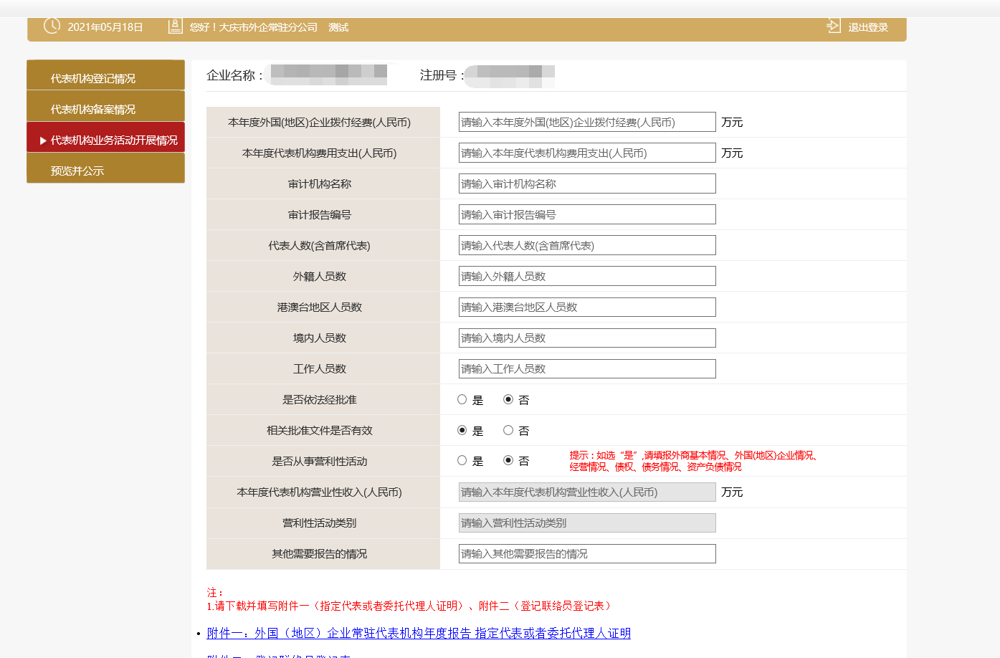 2021年05月18日 您好！大庆市外企常驻分公司 测试 退出登录
代表机构登记情况
代表机构备案情况
代表机构业务活动开展情况
预览并公示
企业名称： 注册号：
本年度外国(地区)企业拨付经费(人民币) 请输入本年度外国(地区)企业拨付经费(人民币) 万元
本年度代表机构费用支出(人民币) 请输入本年度代表机构费用支出(人民币) 万元
审计机构名称 请输入审计机构名称
审计报告编号 请输入审计报告编号
代表人数(含首席代表) 请输入代表人数(含首席代表)
外籍人员数 请输入外籍人员数
港澳台地区人员数 请输入港澳台地区人员数
境内人员数 请输入境内人员数
工作人员数 请输入工作人员数
是否依法经批准 是 否
相关批准文件是否有效 是 否
是否从事营利性活动 是 否 提示：如选“是”,请填报外商基本情况、外国(地区)企业情况、
经营情况、债权、债务情况、资产负债情况
本年度代表机构营业性收入(人民币) 请输入本年度代表机构营业性收入(人民币) 万元
营利性活动类别 请输入营利性活动类别
其他需要报告的情况 请输入其他需要报告的情况
注：
1.请下载并填写附件一（指定代表或者委托代理人证明）、附件二（登记联络员登记表）
附件一：外国（地区）企业常驻代表机构年度报告 指定代表或者委托代理人证明